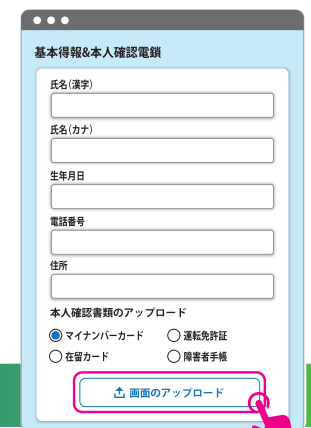 基本得報&本人確認電鎖
氏名(漢字)
氏名(カナ)
生年月日
電話番号
住所
本人確認書類のアップロード
マイナンバーカード 運転免許証
在留カード 障害者手帳
画面のアップロード